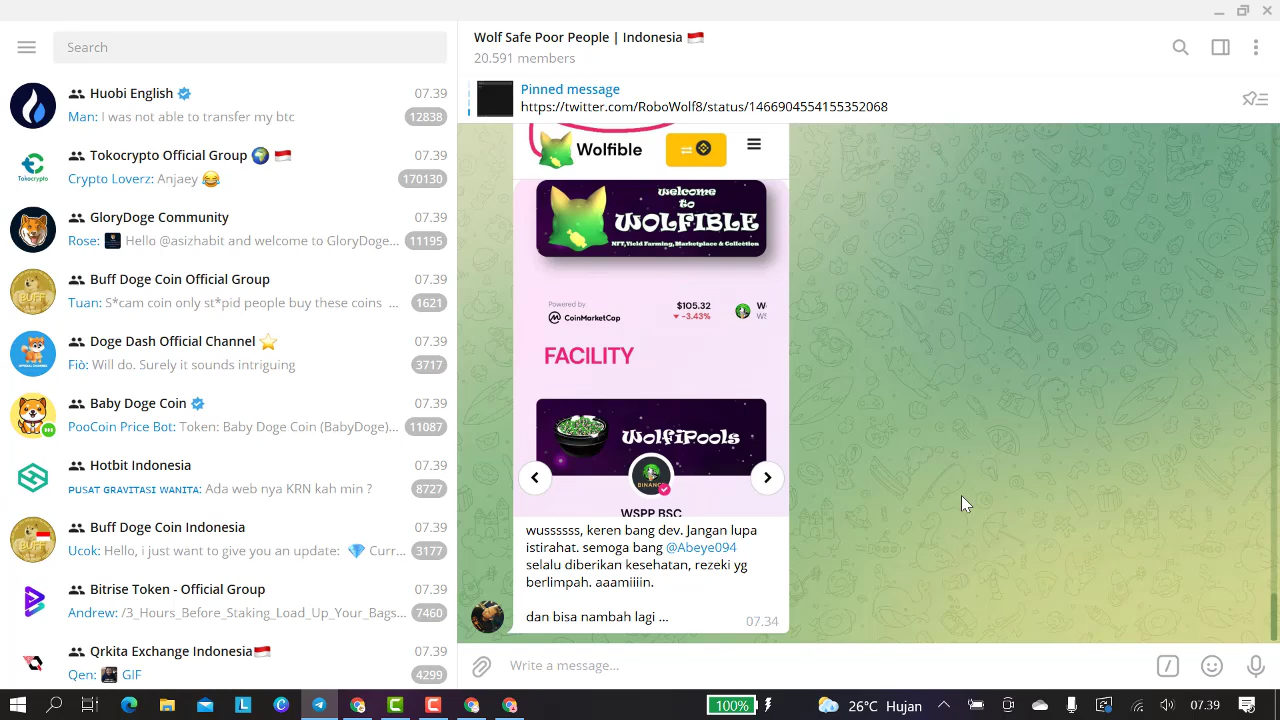 Search
Huobi English
07.39
Man: I was not able to transfer my btc
12838
Tokocrypto Official Group 🌍 🇮🇩
07.39
Crypto Loverz: Anjaey 😂
170130
GloryDoge Community
07.39
Rose: Hello @sizhabit and welcome to GloryDoge...
11195
Buff Doge Coin Official Group
07.39
Tuan: S*cam coin only st*pid people buy these coins ...
1621
Doge Dash Official Channel ⭐
07.39
Fiò: Will do. Surely it sounds intriguing
3717
Baby Doge Coin
07.39
PooCoin Price Bot: Token: Baby Doge Coin (BabyDoge)...
11087
Hotbit Indonesia
07.39
ᴘᴜsᴀᴛ ɢʀᴀᴠɪᴛᴀsɪ ᴡᴀɴɪᴛᴀ: Ada web nya KRN kah min ?
8727
Buff Doge Coin Indonesia
07.39
Ucok: Hello, i just want to give you an update: 💎 Curr...
3177
Bitrise Token - Official Group
07.39
Andrew: /3_Hours_Before_Staking_Load_Up_Your_Bags...
7460
Qrkita Exchange Indonesia🇮🇩
07.39
Qen: GIF
4299
Wolf Safe Poor People | Indonesia 🇮🇩
20.591 members
Pinned message
https://twitter.com/RoboWolf8/status/1466904554155352068
Wolfible
welcome
to
WOLFIBLE
NFT,Yield Farming,Marketplace & Collection
Powered by
CoinMarketCap
$105.32
▼ -3.43%
W
WS
FACILITY
WOLFIPOOLS
BINANC
WSPP BSC
wussssss, keren bang dev. Jangan lupa
istirahat. semoga bang @Abeye094
selalu diberikan kesehatan, rezeki yg
berlimpah. aaamiiiin.
dan bisa nambah lagi ...
07.34
Write a message...
100%
26°C Hujan
07.39